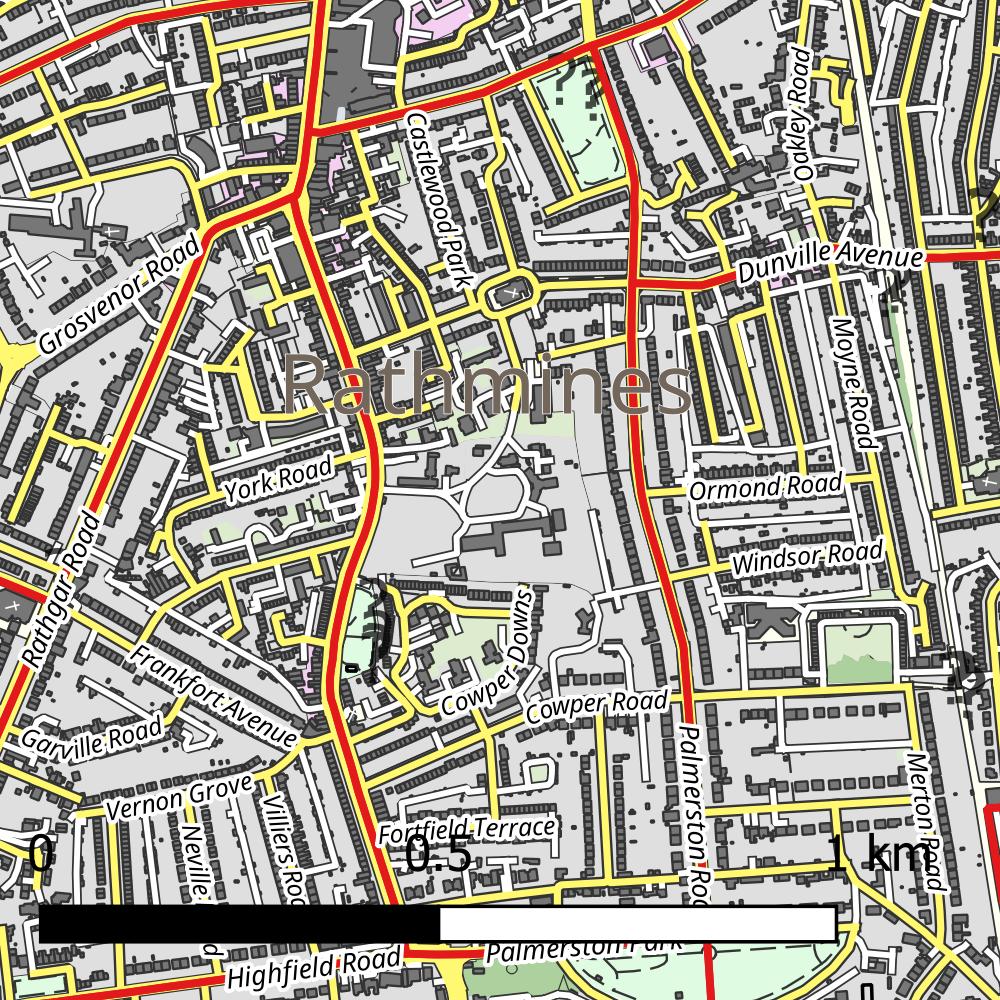 Oakley Road
Castlewood Park
Grosvenor Road
Dunville Avenue
Moyne Road
Rathmines
York Road
Ormond Road
Windsor Road
Rathgar Road
Frankfort Avenue
Cowper Downs
Cowper Road
Garville Road
Palmerston Road
Merton Road
Vernon Grove
Villiers Road
Neville Road
Fortfield Terrace
0 0.5 1 km
Palmerston Park
Highfield Road